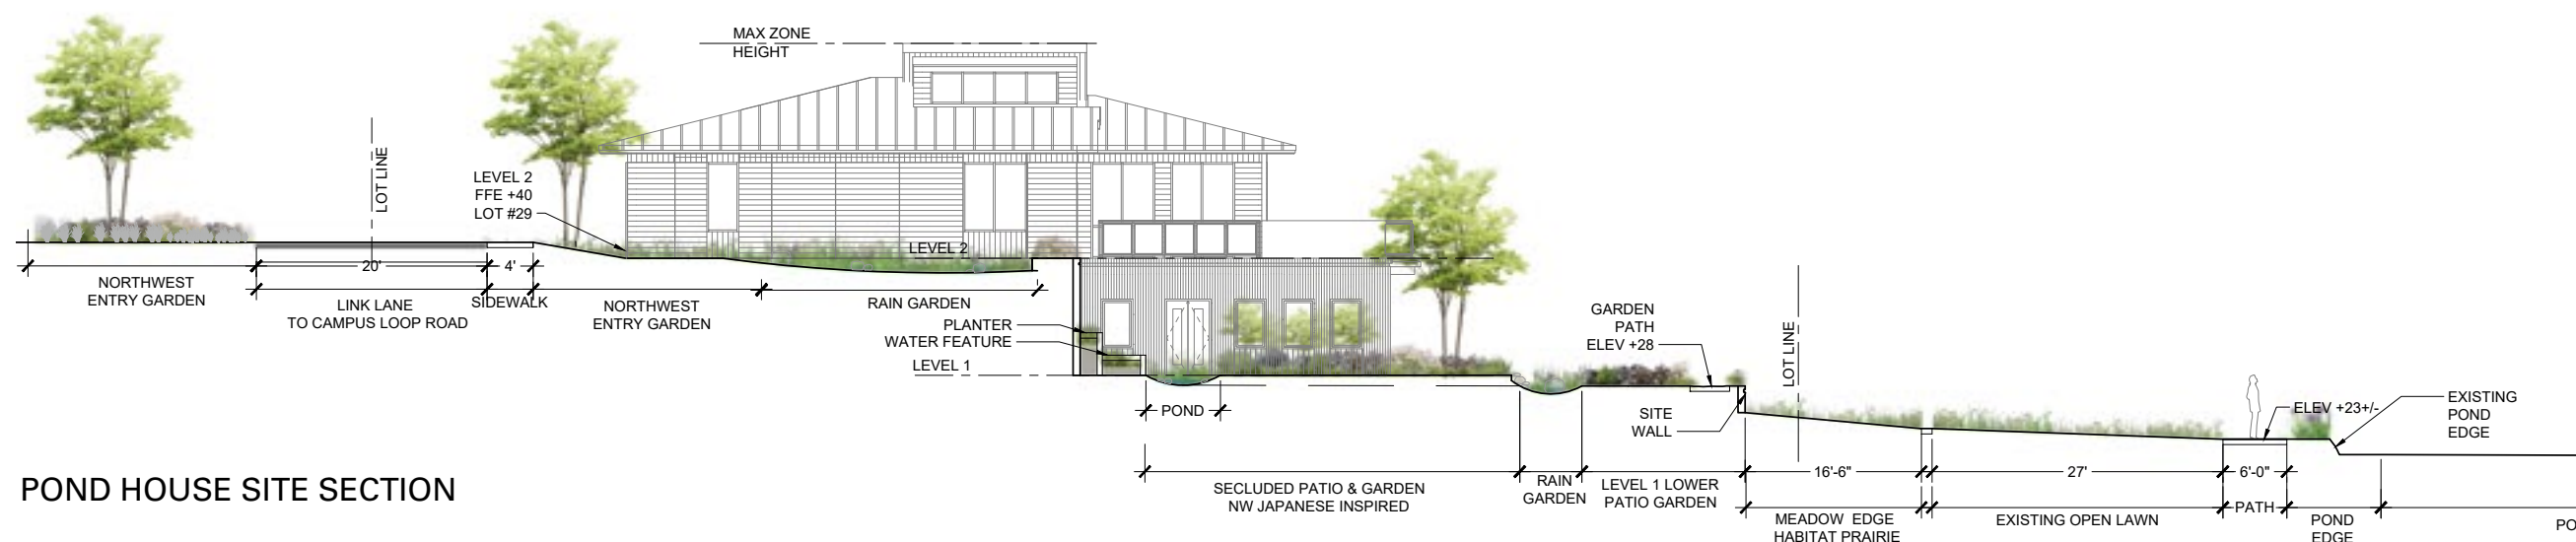 MAX ZONE
HEIGHT
LOT LINE
LEVEL 2
FFE +40
LOT #29
LEVEL 2
20'
4'
NORTHWEST
ENTRY GARDEN
LINK LANE
TO CAMPUS LOOP ROAD
SIDEWALK
NORTHWEST
ENTRY GARDEN
RAIN GARDEN
PLANTER
WATER FEATURE
LEVEL 1
POND
GARDEN
PATH
ELEV +28
LOT LINE
SITE
WALL
ELEV +23+/-
EXISTING
POND
EDGE
SECLUDED PATIO & GARDEN
NW JAPANESE INSPIRED
RAIN
GARDEN
LEVEL 1 LOWER
PATIO GARDEN
16'-6"
27'
6'-0"
MEADOW EDGE
HABITAT PRAIRIE
EXISTING OPEN LAWN
PATH
POND
EDGE
PO
POND HOUSE SITE SECTION